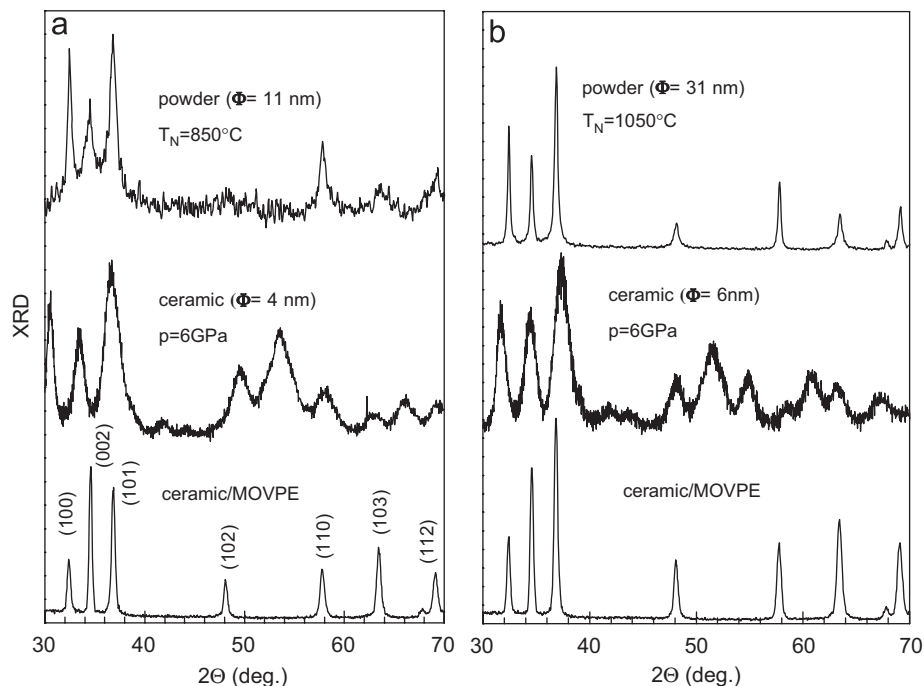 a
powder (Φ= 11 nm)
T_N=850°C
ceramic (Φ= 4 nm)
p=6GPa
ceramic/MOVPE
(100)
(002)
(101)
(102)
(110)
(103)
(112)
XRD
30 40 50 60 70
2Θ (deg.)
b
powder (Φ= 31 nm)
T_N=1050°C
ceramic (Φ= 6nm)
p=6GPa
ceramic/MOVPE
30 40 50 60 70
2Θ (deg.)